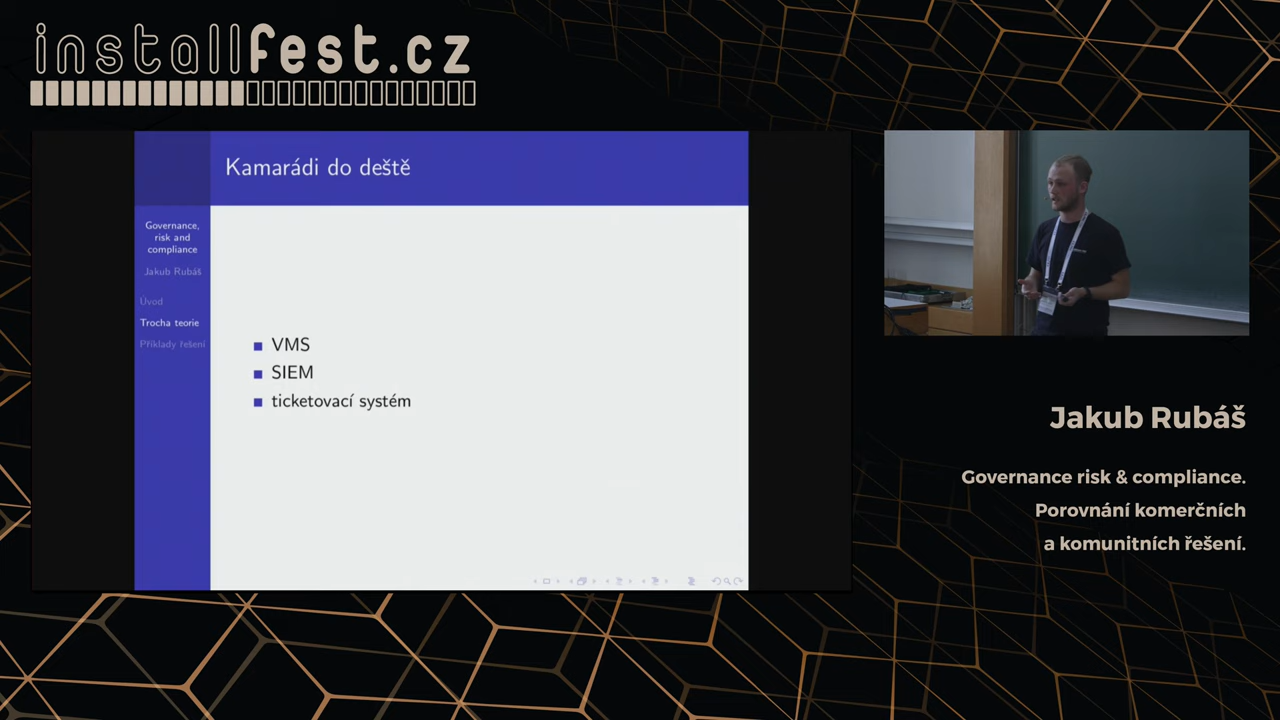 installfest.cz
Kamarádi do deště
Governance,
risk and
compliance
Jakub Rubáš
Úvod
Trocha teorie
Příklady řešení
VMS
SIEM
ticketovací systém
Jakub Rubáš
Governance risk & compliance.
Porovnání komerčních
a komunitních řešení.